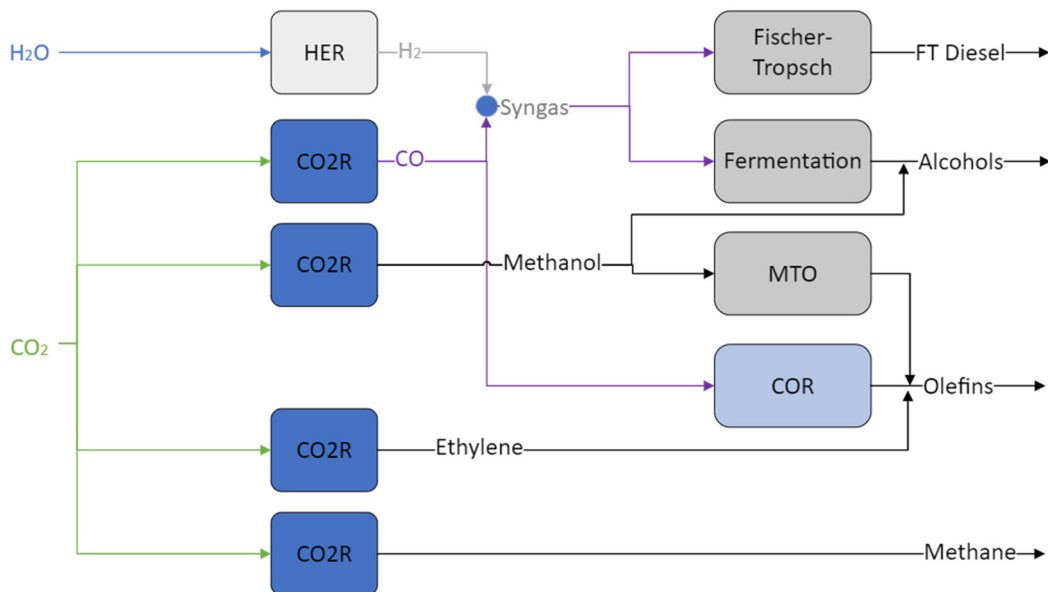 H₂O
HER
H₂
Fischer-
Tropsch
FT Diesel
Syngas
CO2R
CO
Fermentation
Alcohols
CO2R
Methanol
MTO
CO₂
COR
Olefins
CO2R
Ethylene
CO2R
Methane